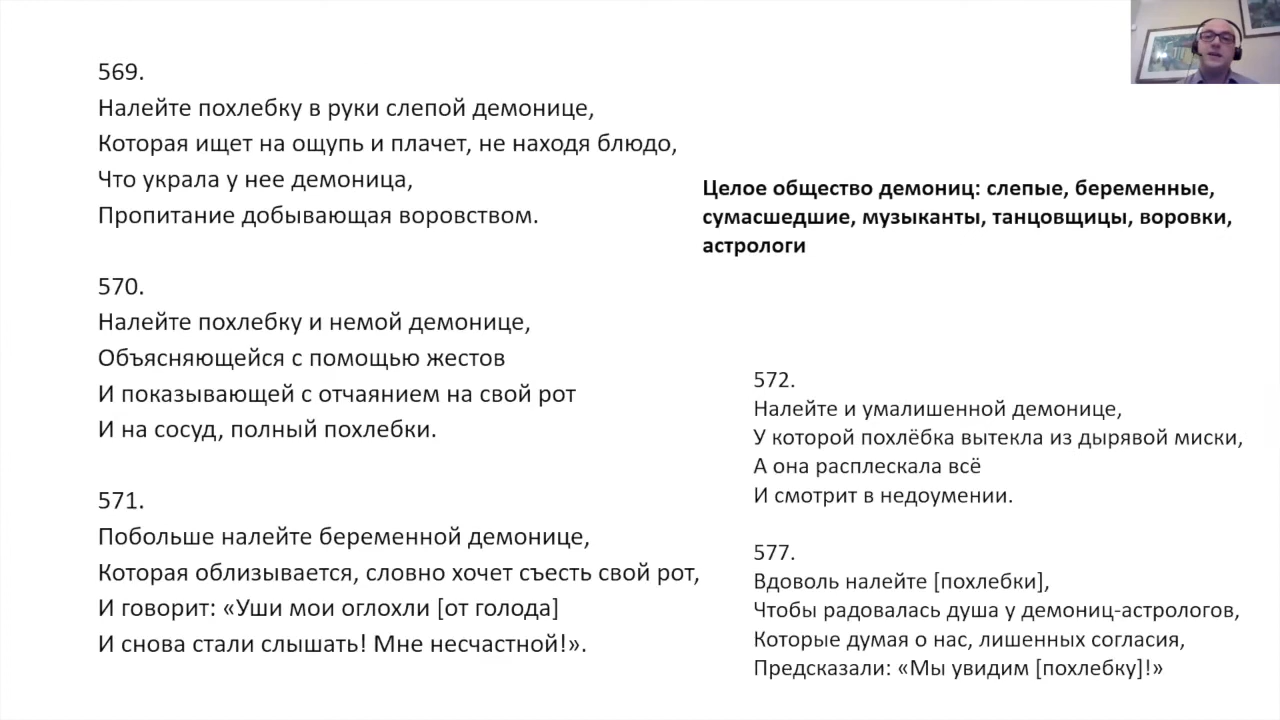 569.
Налейте похлебку в руки слепой демонице,
Которая ищет на ощупь и плачет, не находя блюдо,
Что украла у нее демоница,
Пропитание добывающая воровством.
570.
Налейте похлебку и немой демонице,
Объясняющейся с помощью жестов
И показывающей с отчаянием на свой рот
И на сосуд, полный похлебки.
571.
Побольше налейте беременной демонице,
Которая облизывается, словно хочет съесть свой рот,
И говорит: «Уши мои оглохли [от голода]
И снова стали слышать! Мне несчастной!».
Целое общество демониц: слепые, беременные,
сумасшедшие, музыканты, танцовщицы, воровки,
астрологи
572.
Налейте и умалишенной демонице,
У которой похлёбка вытекла из дырявой миски,
А она расплескала всё
И смотрит в недоумении.
577.
Вдоволь налейте [похлебки],
Чтобы радовалась душа у демониц-астрологов,
Которые думая о нас, лишенных согласия,
Предсказали: «Мы увидим [похлебку]!»